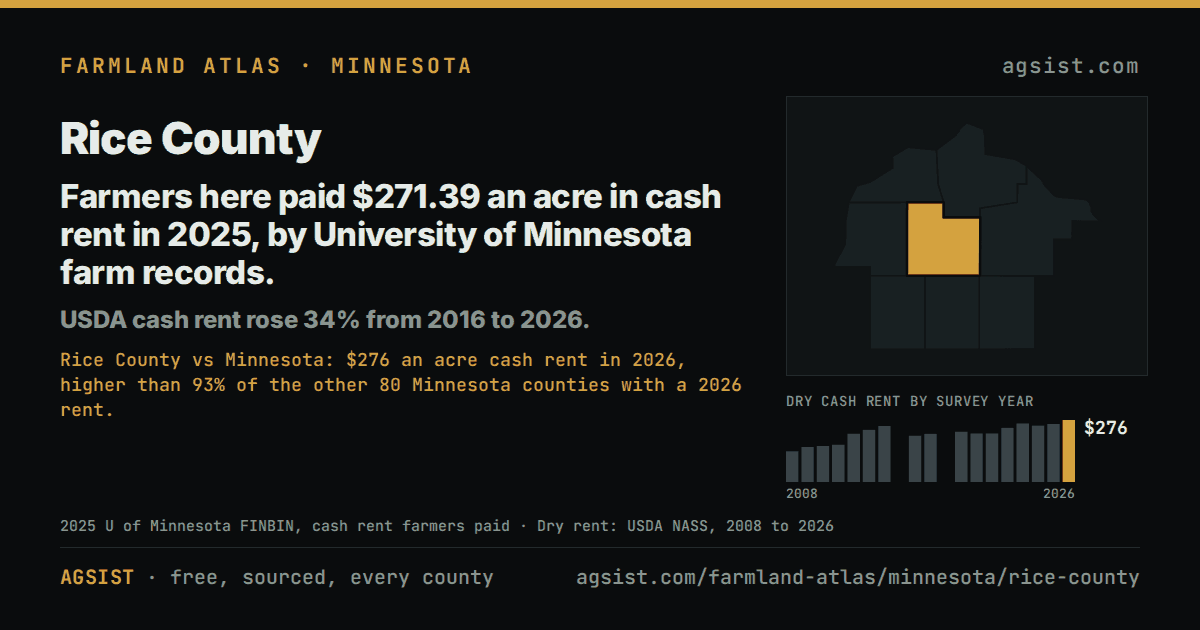 FARMLAND ATLAS · MINNESOTA
agsist.com
Rice County
Farmers here paid $271.39 an acre in cash
rent in 2025, by University of Minnesota
farm records.
USDA cash rent rose 34% from 2016 to 2026.
Rice County vs Minnesota: $276 an acre cash rent in 2026,
higher than 93% of the other 80 Minnesota counties with a 2026
rent.
DRY CASH RENT BY SURVEY YEAR
$276
2008 2026
2025 U of Minnesota FINBIN, cash rent farmers paid · Dry rent: USDA NASS, 2008 to 2026
AGSIST · free, sourced, every county
agsist.com/farmland-atlas/minnesota/rice-county